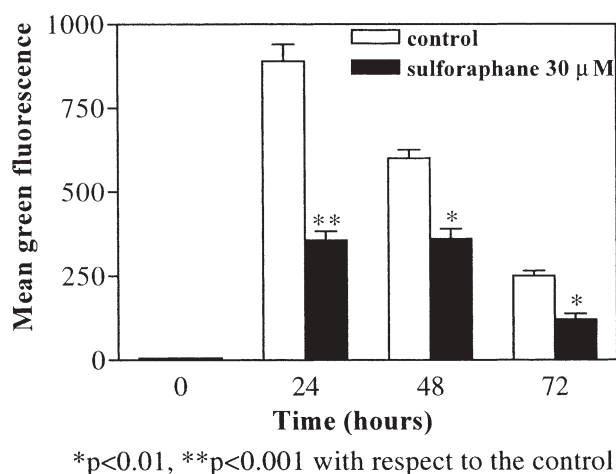 1000
control
sulforaphane 30 μM
750
500
250
0
Mean green fluorescence
** * *
0 24 48 72
Time (hours)
*p<0.01, **p<0.001 with respect to the control